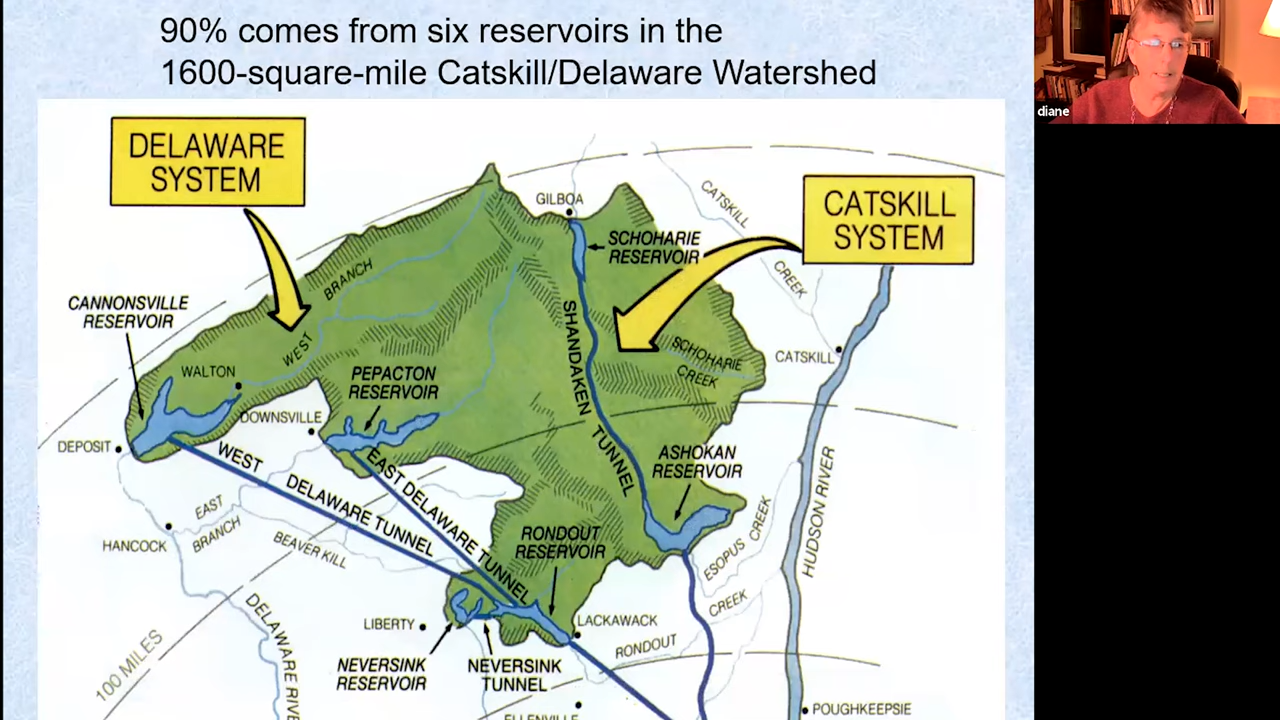 90% comes from six reservoirs in the
1600-square-mile Catskill/Delaware Watershed
diane
DELAWARE
SYSTEM
CATSKILL
SYSTEM
GILBOA
CATSKILL
CREEK
SCHOHARIE
RESERVOIR
BRANCH
WEST
CANNONSVILLE
RESERVOIR
SHANDAKEN
TUNNEL
SCHOHARIE
CREEK
CATSKILL
WALTON
PEPACTON
RESERVOIR
DOWNSVILLE
DEPOSIT
WEST
DELAWARE TUNNEL
EAST DELAWARE TUNNEL
ASHOKAN
RESERVOIR
HUDSON RIVER
EAST
BRANCH
HANCOCK
BEAVER KILL
RONDOUT
RESERVOIR
ESOPUS CREEK
CREEK
RONDOUT
LACKAWACK
LIBERTY
DELAWARE RIVE
100 MILES
NEVERSINK
RESERVOIR
NEVERSINK
TUNNEL
ELLENVILLE
POUGHKEEPSIE